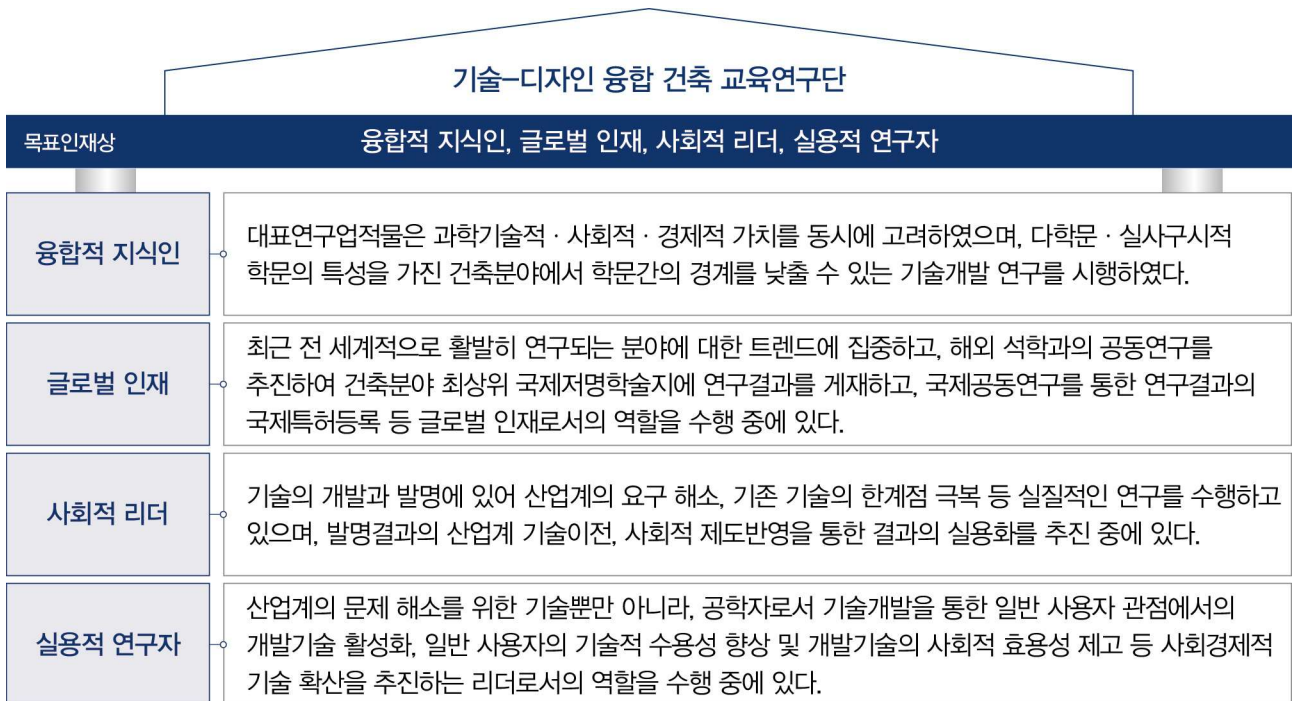 기술-디자인 융합 건축 교육연구단
목표인재상
융합적 지식인, 글로벌 인재, 사회적 리더, 실용적 연구자
융합적 지식인
대표연구업적물은 과학기술적 · 사회적 · 경제적 가치를 동시에 고려하였으며, 다학문 · 실사구시적
학문의 특성을 가진 건축분야에서 학문간의 경계를 낮출 수 있는 기술개발 연구를 시행하였다.
글로벌 인재
최근 전 세계적으로 활발히 연구되는 분야에 대한 트렌드에 집중하고, 해외 석학과의 공동연구를
추진하여 건축분야 최상위 국제저명학술지에 연구결과를 게재하고, 국제공동연구를 통한 연구결과의
국제특허등록 등 글로벌 인재로서의 역할을 수행 중에 있다.
사회적 리더
기술의 개발과 발명에 있어 산업계의 요구 해소, 기존 기술의 한계점 극복 등 실질적인 연구를 수행하고
있으며, 발명결과의 산업계 기술이전, 사회적 제도반영을 통한 결과의 실용화를 추진 중에 있다.
실용적 연구자
산업계의 문제 해소를 위한 기술뿐만 아니라, 공학자로서 기술개발을 통한 일반 사용자 관점에서의
개발기술 활성화, 일반 사용자의 기술적 수용성 향상 및 개발기술의 사회적 효용성 제고 등 사회경제적
기술 확산을 추진하는 리더로서의 역할을 수행 중에 있다.